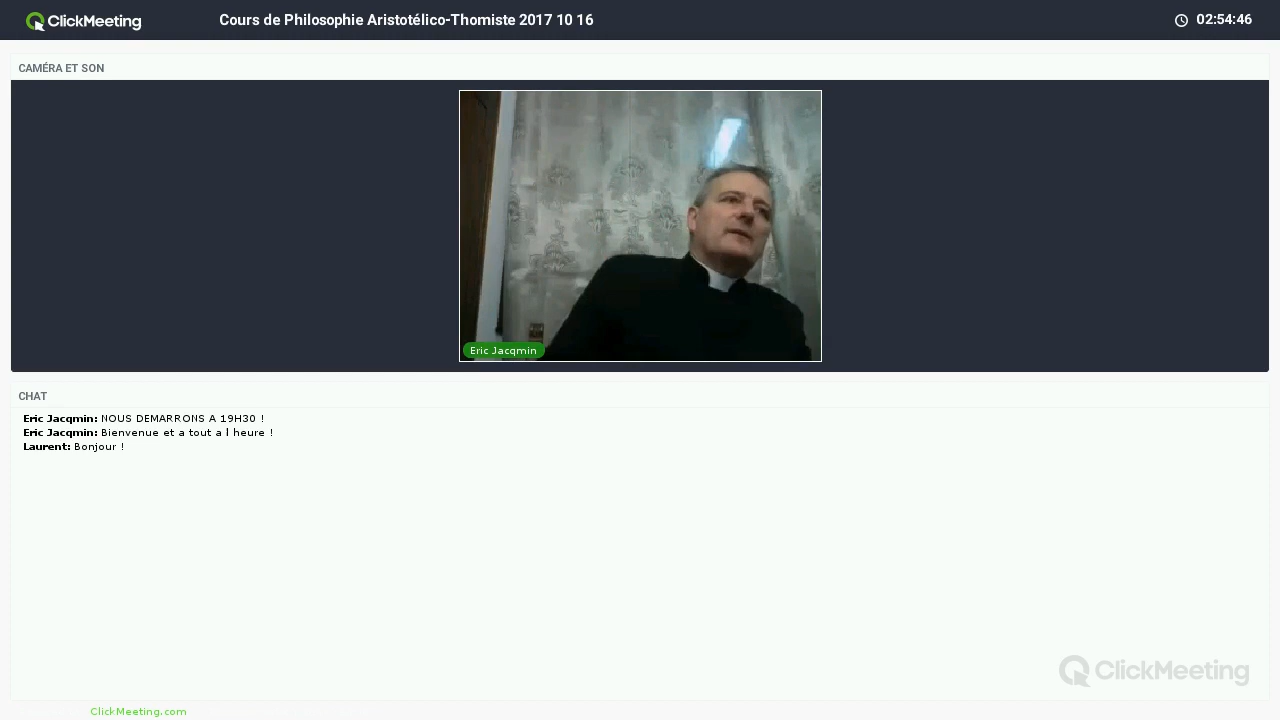 ClickMeeting
Cours de Philosophie Aristotélico-Thomiste 2017 10 16
02:54:46
CAMÉRA ET SON
Eric Jacqmin
CHAT
Eric Jacqmin: NOUS DEMARRONS A 19H30 !
Eric Jacqmin: Bienvenue et a tout a l heure !
Laurent: Bonjour !
ClickMeeting
ClickMeeting.com